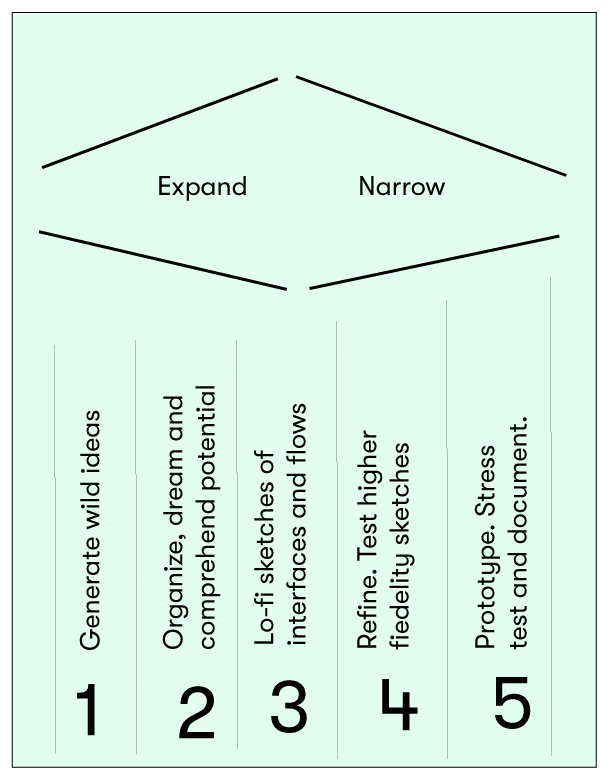 Expand
Narrow
Generate wild ideas
Organize, dream and
comprehend potential
Lo-fi sketches of
interfaces and flows
Refine. Test higher
fiedelity sketches
Prototype. Stress
test and document.
1
2
3
4
5